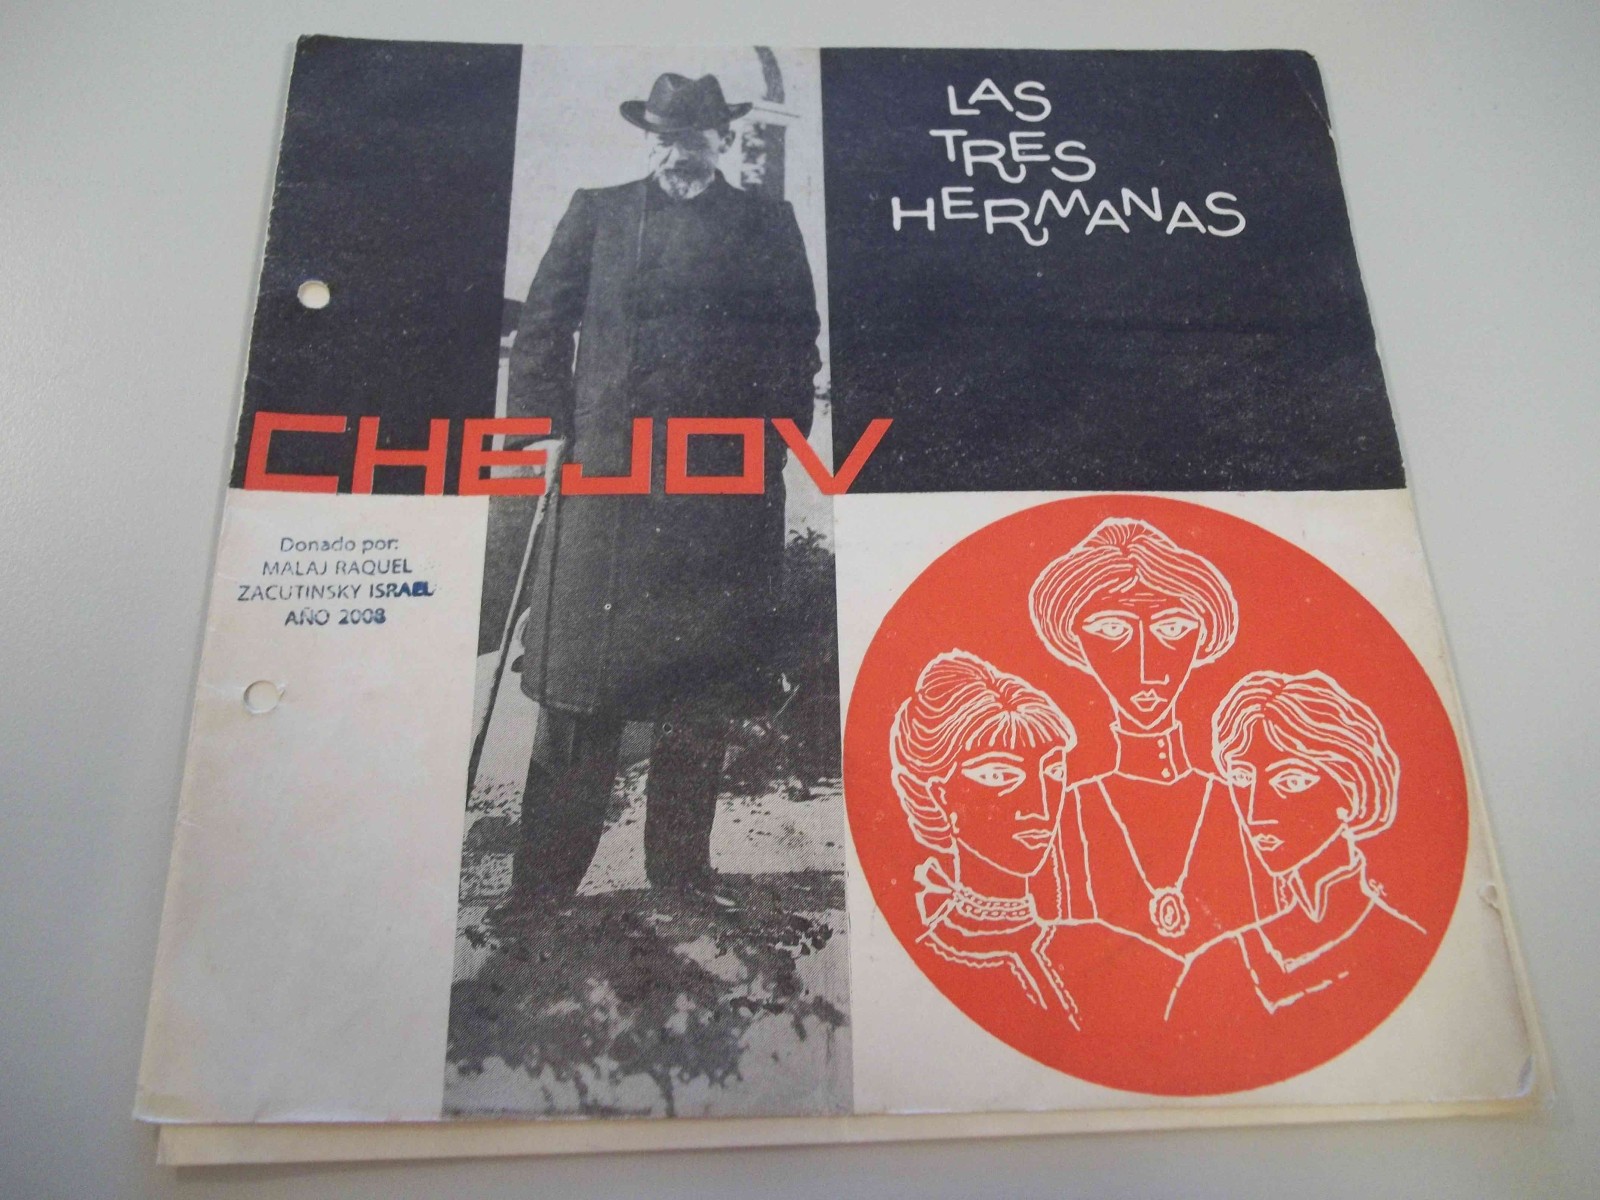 LAS
TRES
HERMANAS
CHEJOV
Donado por:
MALAJ RAQUEL
ZACUTINSKY ISRAEL
AÑO 2008